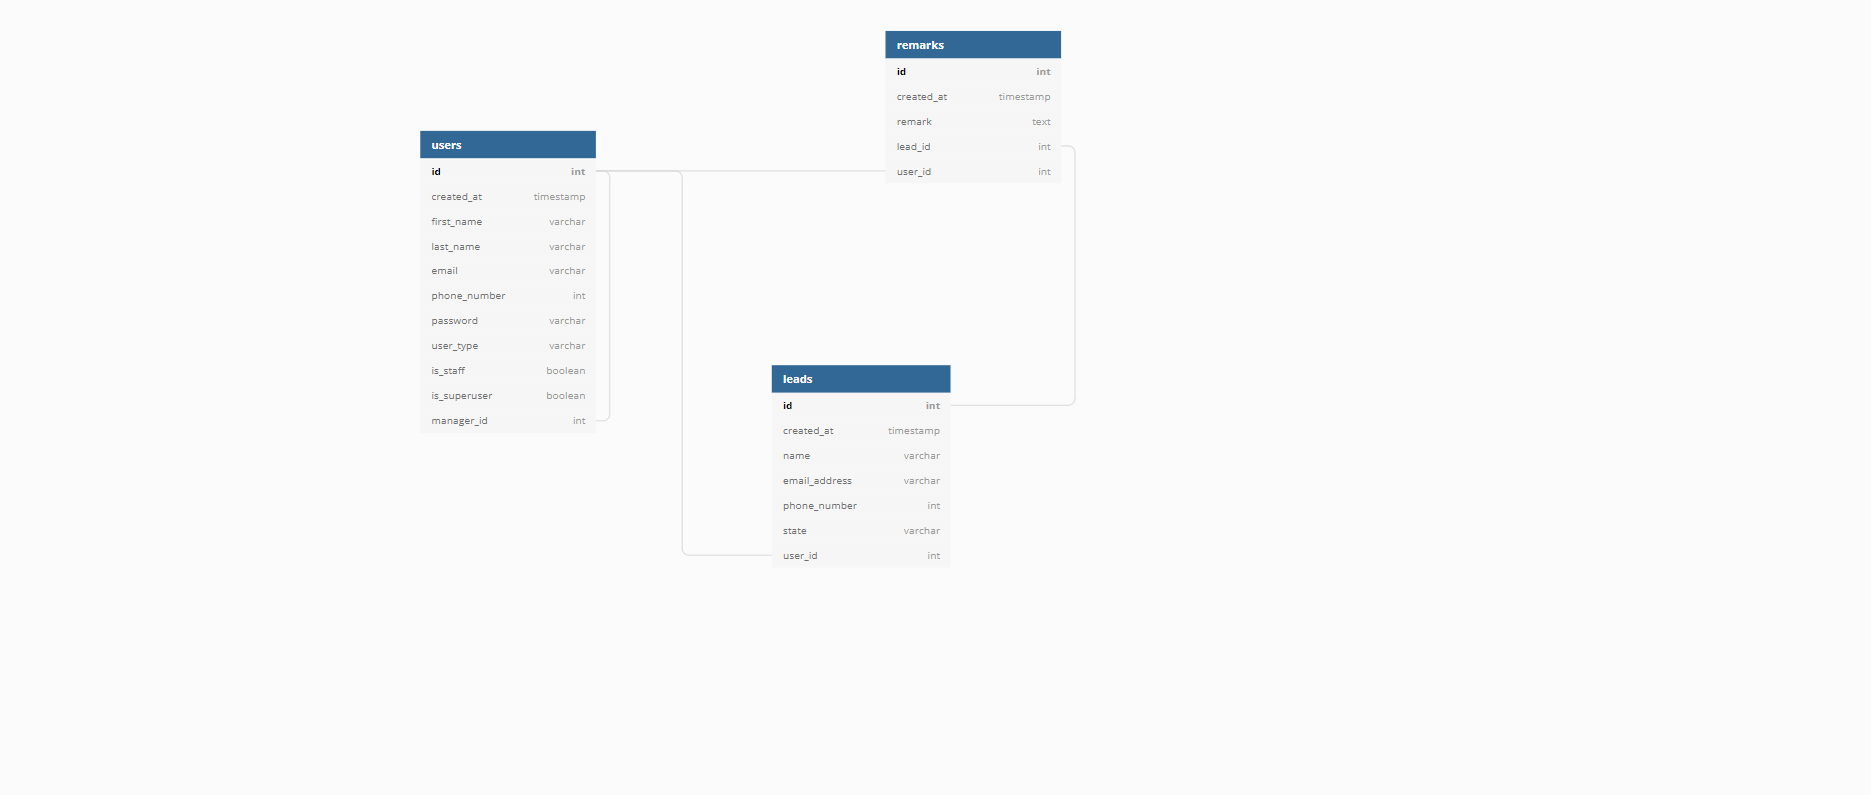 remarks
id int
created_at timestamp
remark text
lead_id int
user_id int
users
id int
created_at timestamp
first_name varchar
last_name varchar
email varchar
phone_number int
password varchar
user_type varchar
is_staff boolean
is_superuser boolean
manager_id int
leads
id int
created_at timestamp
name varchar
email_address varchar
phone_number int
state varchar
user_id int